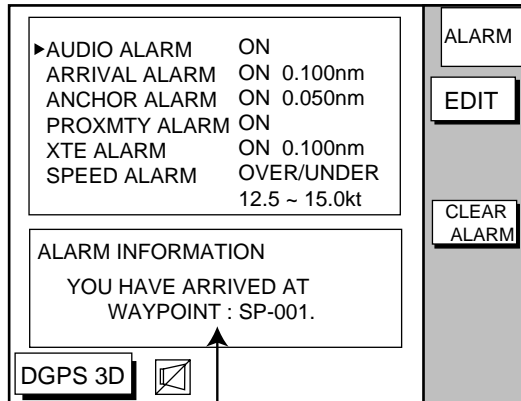 ▶AUDIO ALARM ON
ARRIVAL ALARM ON 0.100nm
ANCHOR ALARM ON 0.050nm
PROXMTY ALARM ON
XTE ALARM ON 0.100nm
SPEED ALARM OVER/UNDER
12.5 ~ 15.0kt
ALARM INFORMATION
YOU HAVE ARRIVED AT
WAYPOINT : SP-001.
DGPS 3D
ALARM
EDIT
CLEAR
ALARM